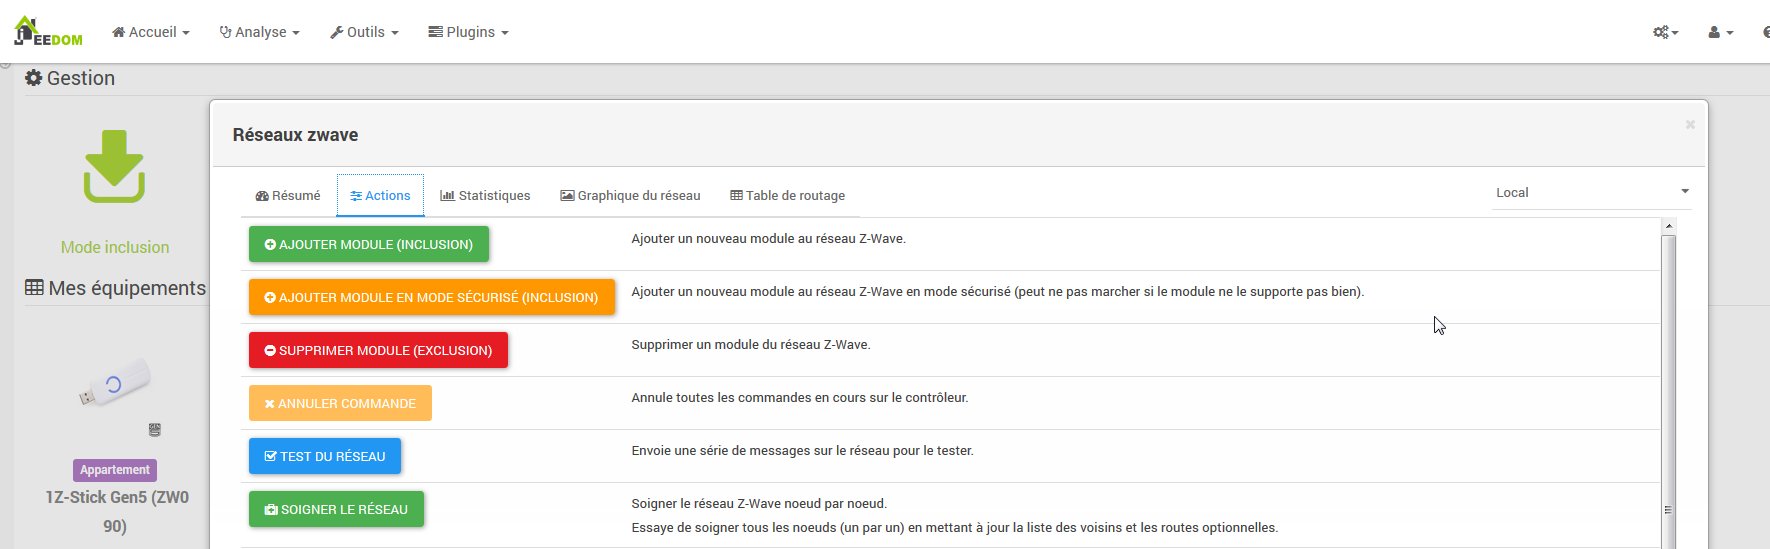 JEEDOM
Accueil
Analyse
Outils
Plugins
Gestion
Mode inclusion
Mes équipements
Appartement
1Z-Stick Gen5 (ZW0
90)
Réseaux zwave
Résumé
Actions
Statistiques
Graphique du réseau
Table de routage
Local
AJOUTER MODULE (INCLUSION)
Ajouter un nouveau module au réseau Z-Wave.
AJOUTER MODULE EN MODE SÉCURISÉ (INCLUSION)
Ajouter un nouveau module au réseau Z-Wave en mode sécurisé (peut ne pas marcher si le module ne le supporte pas bien).
SUPPRIMER MODULE (EXCLUSION)
Supprimer un module du réseau Z-Wave.
ANNULER COMMANDE
Annule toutes les commandes en cours sur le contrôleur.
TEST DU RÉSEAU
Envoie une série de messages sur le réseau pour le tester.
SOIGNER LE RÉSEAU
Soigner le réseau Z-Wave noeud par noeud.
Essaye de soigner tous les noeuds (un par un) en mettant à jour la liste des voisins et les routes optionnelles.